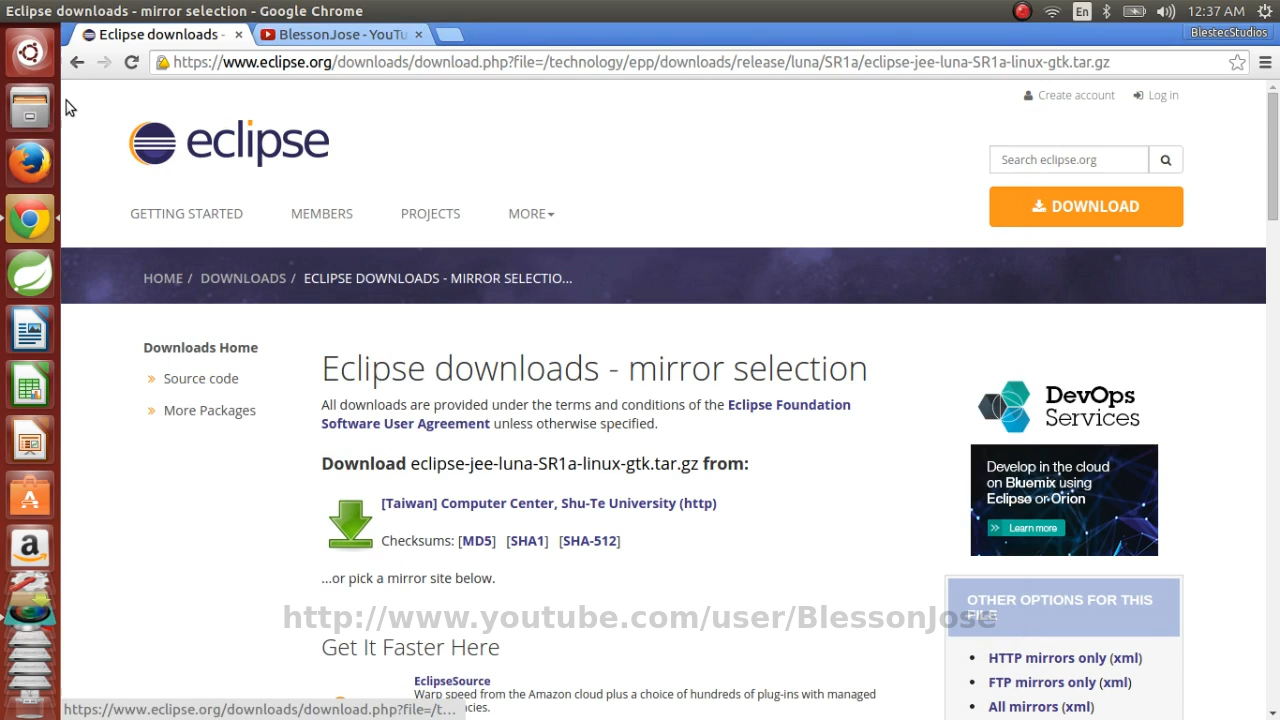 Eclipse downloads - mirror selection - Google Chrome
En
12:37 AM
Eclipse downloads -
BlessonJose - YouTu
BlestecStudios
https://www.eclipse.org/downloads/download.php?file=/technology/epp/downloads/release/luna/SR1a/eclipse-jee-luna-SR1a-linux-gtk.tar.gz
Create account
Log in
eclipse
Search eclipse.org
DOWNLOAD
GETTING STARTED
MEMBERS
PROJECTS
MORE
HOME / DOWNLOADS / ECLIPSE DOWNLOADS - MIRROR SELECTIO...
Downloads Home
Source code
More Packages
Eclipse downloads - mirror selection
All downloads are provided under the terms and conditions of the Eclipse Foundation
Software User Agreement unless otherwise specified.
Download eclipse-jee-luna-SR1a-linux-gtk.tar.gz from:
[Taiwan] Computer Center, Shu-Te University (http)
Checksums: [MD5] [SHA1] [SHA-512]
...or pick a mirror site below.
http://www.youtube.com/user/BlessonJose
Get It Faster Here
EclipseSource
Warp speed from the Amazon cloud plus a choice of hundreds of plug-ins with managed
DevOps
Services
Develop in the cloud
on Bluemix using
Eclipse or Orion
Learn more
OTHER OPTIONS FOR THIS
FILE
HTTP mirrors only (xml)
FTP mirrors only (xml)
All mirrors (xml)
https://www.eclipse.org/downloads/download.php?file=/t...
a